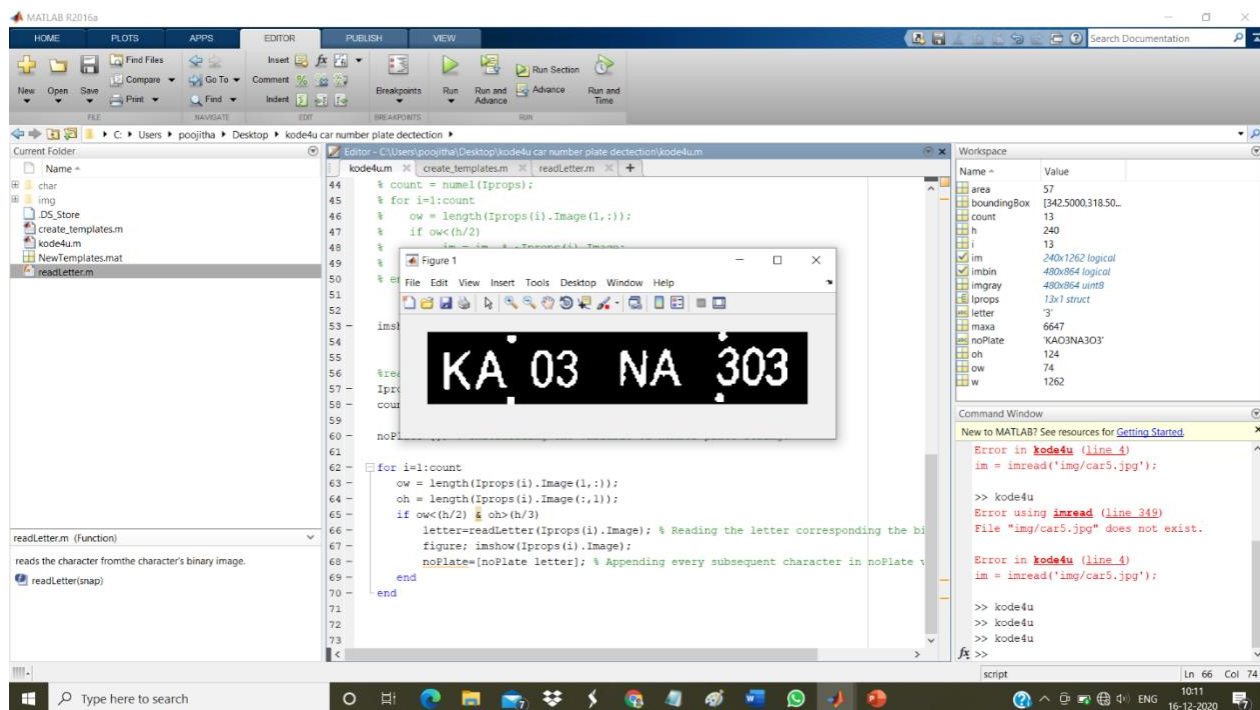 MATLAB R2016a
HOME PLOTS APPS EDITOR PUBLISH VIEW
Search Documentation
New Open Save Find Files Compare Print
FILE
Go To Find
NAVIGATE
Insert fx Comment Indent
EDIT
Breakpoints
BREAKPOINTS
Run Run and Advance Run Section Advance Run and Time
RUN
C: Users poojitha Desktop kode4u car number plate dectection
Current Folder
Name
char
img
.DS_Store
create_templates.m
kode4u.m
NewTemplates.mat
readLetter.m
readLetter.m (Function)
reads the character fromthe character's binary image.
readLetter(snap)
Editor - C:\Users\poojitha\Desktop\kode4u car number plate dectection\kode4u.m
kode4u.m create_templates.m readLetter.m +
44 % count = numel(Iprops);
45 % for i=1:count
46 % ow = length(Iprops(i).Image(1,:));
47 % if ow<(h/2)
48 %
49 %
50 % en
51
52
53 imsh
54
55
56 %rea
57 Ipro
58 coun
59
60 noPl
61
62 for i=1:count
63 ow = length(Iprops(i).Image(1,:));
64 oh = length(Iprops(i).Image(:,1));
65 if ow<(h/2) & oh>(h/3)
66 letter=readLetter(Iprops(i).Image); % Reading the letter corresponding the bi
67 figure; imshow(Iprops(i).Image);
68 noPlate=[noPlate letter]; % Appending every subsequent character in noPlate v
69 end
70 end
71
72
73
Figure 1
File Edit View Insert Tools Desktop Window Help
KA 03 NA 303
Workspace
Name Value
area 57
boundingBox [342.5000,318.50...
count 13
h 240
i 13
im 240x1262 logical
imbin 480x864 logical
imgray 480x864 uint8
Iprops 13x1 struct
letter '3'
maxa 6647
noPlate 'KAO3NA3O3'
oh 124
ow 74
w 1262
Command Window
New to MATLAB? See resources for Getting Started.
Error in kode4u (line 4)
im = imread('img/car5.jpg');
>> kode4u
Error using imread (line 349)
File "img/car5.jpg" does not exist.
Error in kode4u (line 4)
im = imread('img/car5.jpg');
>> kode4u
>> kode4u
>> kode4u
fx >>
script Ln 66 Col 74
Type here to search
ENG 10:11
16-12-2020